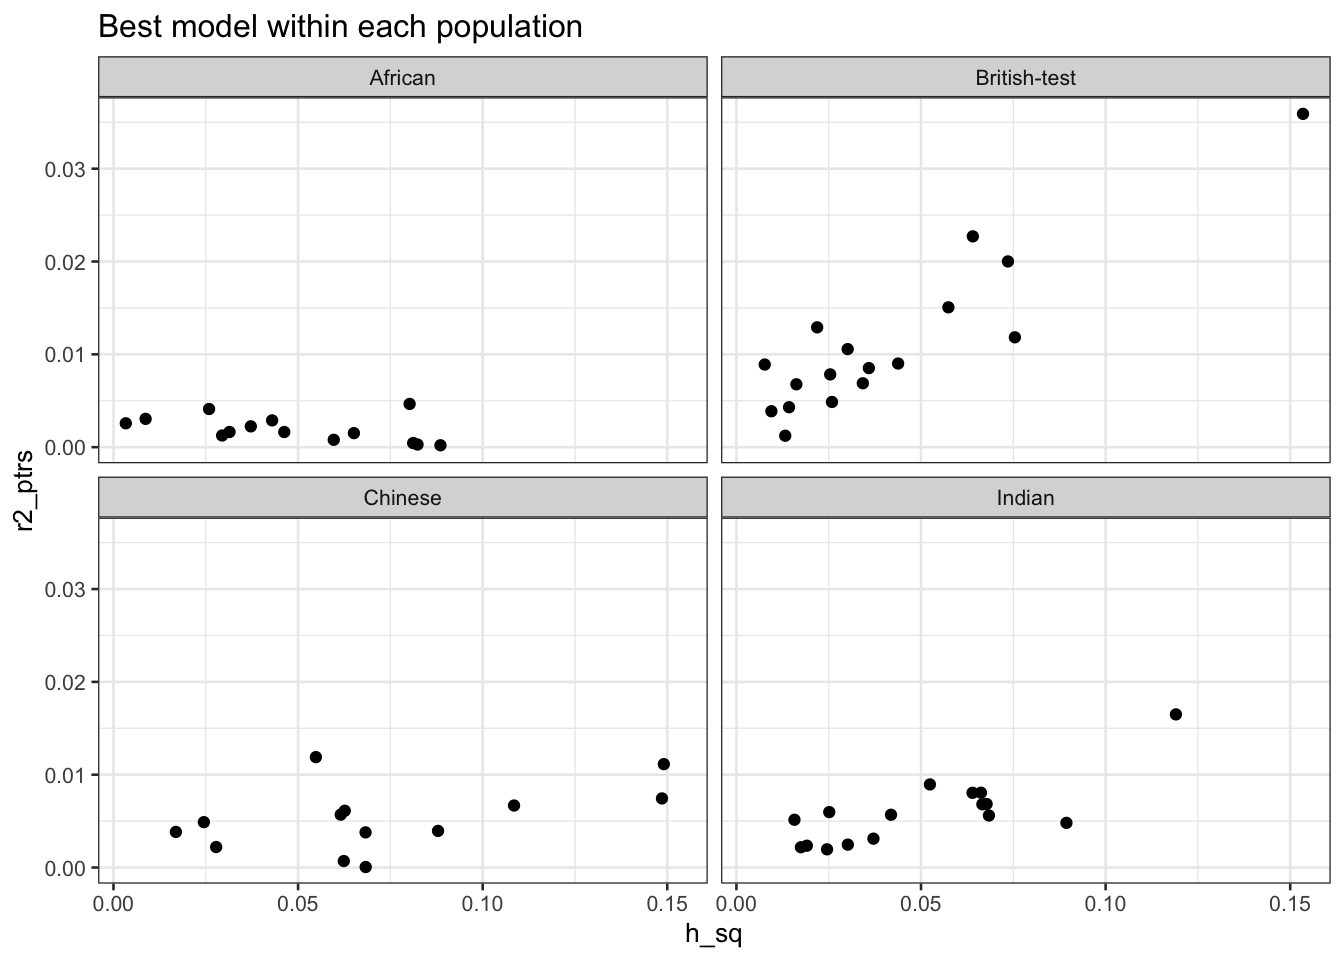 Best model within each population
African
British-test
0.03
0.02
0.01
0.00
Chinese
Indian
0.03
0.02
0.01
0.00
r2_ptrs
0.00 0.05 0.10 0.15 0.00 0.05 0.10 0.15
h_sq